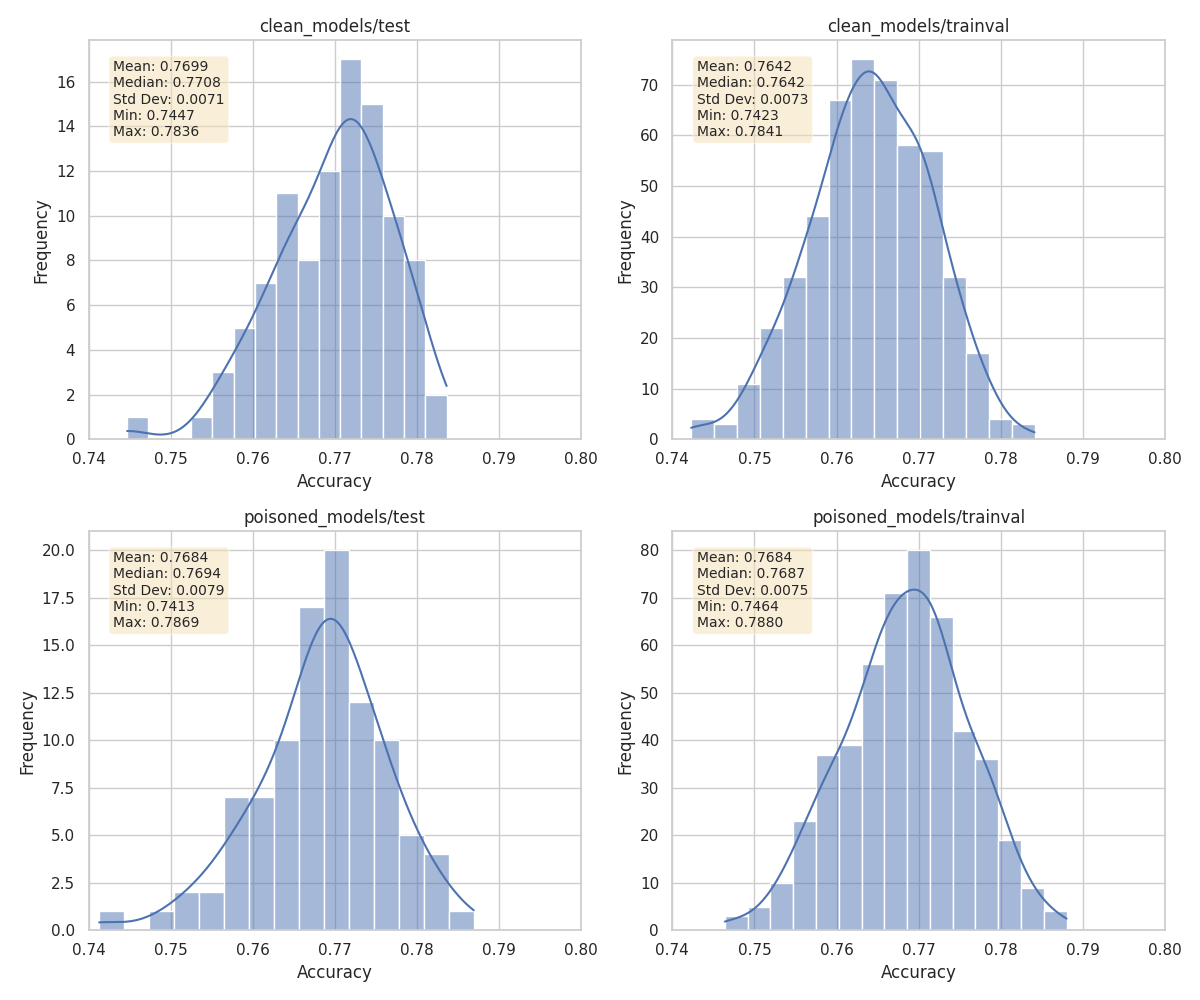 clean_models/test
Mean: 0.7699
Median: 0.7708
Std Dev: 0.0071
Min: 0.7447
Max: 0.7836
16
14
12
10
8
6
4
2
0
Frequency
0.74 0.75 0.76 0.77 0.78 0.79 0.80
Accuracy
clean_models/trainval
Mean: 0.7642
Median: 0.7642
Std Dev: 0.0073
Min: 0.7423
Max: 0.7841
70
60
50
40
30
20
10
0
Frequency
0.74 0.75 0.76 0.77 0.78 0.79 0.80
Accuracy
poisoned_models/test
Mean: 0.7684
Median: 0.7694
Std Dev: 0.0079
Min: 0.7413
Max: 0.7869
20.0
17.5
15.0
12.5
10.0
7.5
5.0
2.5
0.0
Frequency
0.74 0.75 0.76 0.77 0.78 0.79 0.80
Accuracy
poisoned_models/trainval
Mean: 0.7684
Median: 0.7687
Std Dev: 0.0075
Min: 0.7464
Max: 0.7880
80
70
60
50
40
30
20
10
0
Frequency
0.74 0.75 0.76 0.77 0.78 0.79 0.80
Accuracy